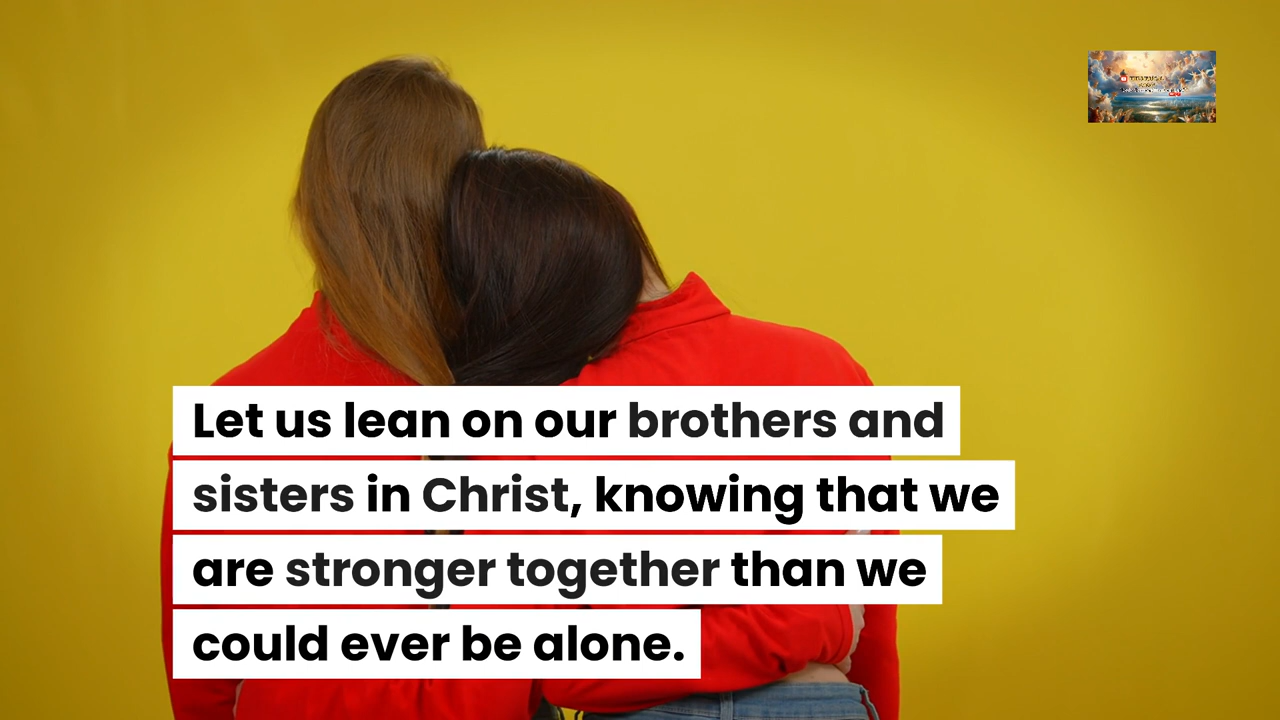 Let us lean on our brothers and
sisters in Christ, knowing that we
are stronger together than we
could ever be alone.